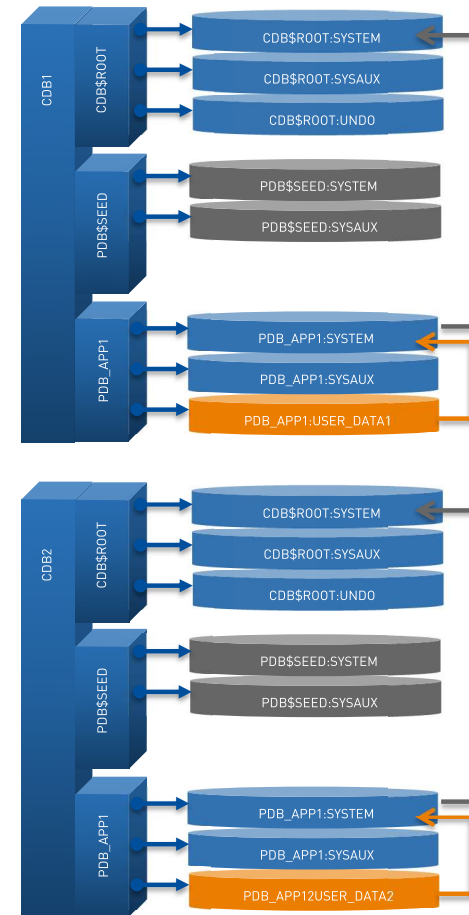 CDB1
CDB$ROOT
CDB$ROOT:SYSTEM
CDB$ROOT:SYSAUX
CDB$ROOT:UNDO
PDB$SEED
PDB$SEED:SYSTEM
PDB$SEED:SYSAUX
PDB_APP1
PDB_APP1:SYSTEM
PDB_APP1:SYSAUX
PDB_APP1:USER_DATA1
CDB2
CDB$ROOT
CDB$ROOT:SYSTEM
CDB$ROOT:SYSAUX
CDB$ROOT:UNDO
PDB$SEED
PDB$SEED:SYSTEM
PDB$SEED:SYSAUX
PDB_APP1
PDB_APP1:SYSTEM
PDB_APP1:SYSAUX
PDB_APP12USER_DATA2